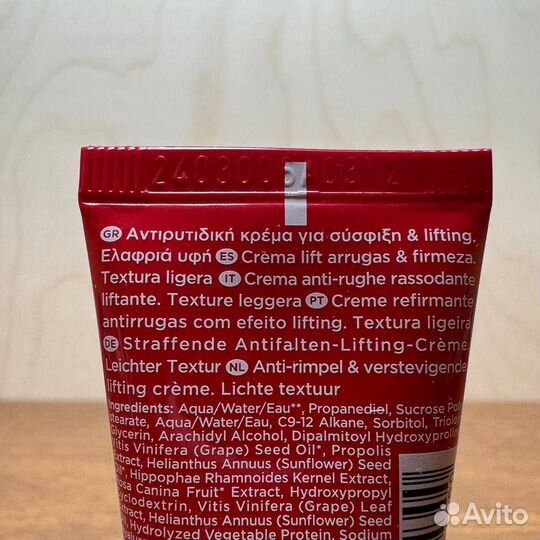 GR Αντιρυτιδική κρέμα για σύσφιξη & lifting.
Ελαφριά υφή ES Crèma lift arrugas & firmeza.
Textura ligera IT Crema anti-rughe rassodante
liftante. Texture leggera PT Creme refirmante
antirrugas com efeito lifting. Textura ligeira
DE Straffende Antifalten-Lifting-Crème.
Leichter Textur NL Anti-rimpel & verstevigende
lifting crème. Lichte textuur
Ingredients: Aqua/Water/Eau**, Propanediol, Sucrose
stearate, Aqua/Water/Eau, C9-12 Alkane, Sorbitol,
Glycerin, Arachidyl Alcohol, Dipalmitoyl Hydroxyproline
Vitis Vinifera (Grape) Seed Oil*, Propolis
Extract, Helianthus Annuus (Sunflower) Seed
Oil*, Hippophae Rhamnoides Kernel Extract,
Rosa Canina Fruit* Extract, Hydroxypropyl
Cyclodextrin, Vitis Vinifera (Grape) Leaf
Extract, Helianthus Annuus (Sunflower) Seed
Hydrolyzed Vegetable Protein, Sodium
Avito